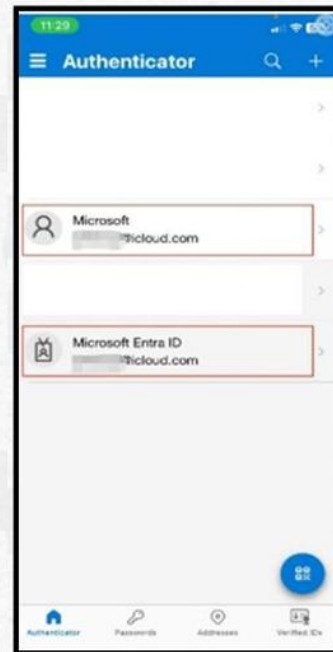 11:29
Authenticator
Microsoft
icloud.com
Microsoft Entra ID
icloud.com
Authenticator
Passwords
Addresses
Verified IDs